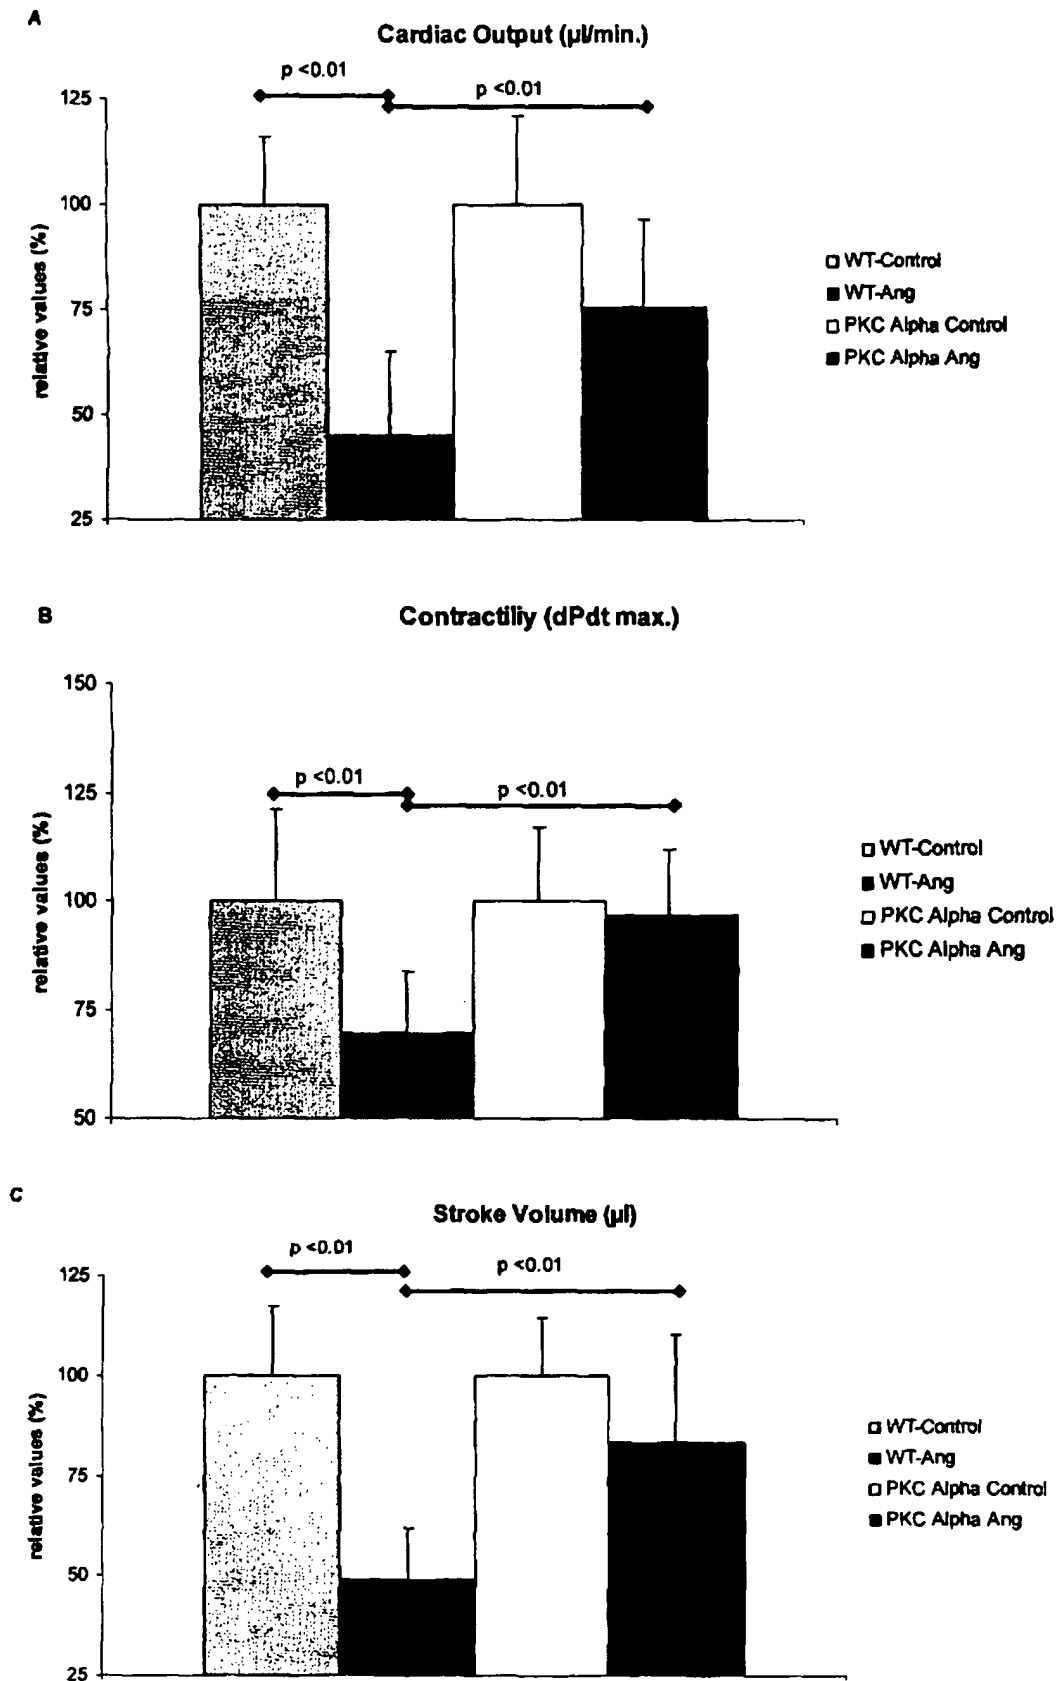 A
Cardiac Output (µl/min.)
p <0.01
p <0.01
125
100
75
50
25
relative values (%)
WT-Control
WT-Ang
PKC Alpha Control
PKC Alpha Ang
B
Contractiliy (dPdt max.)
150
125
100
75
50
p <0.01
p <0.01
relative values (%)
WT-Control
WT-Ang
PKC Alpha Control
PKC Alpha Ang
C
Stroke Volume (µl)
p <0.01
p <0.01
125
100
75
50
25
relative values (%)
WT-Control
WT-Ang
PKC Alpha Control
PKC Alpha Ang